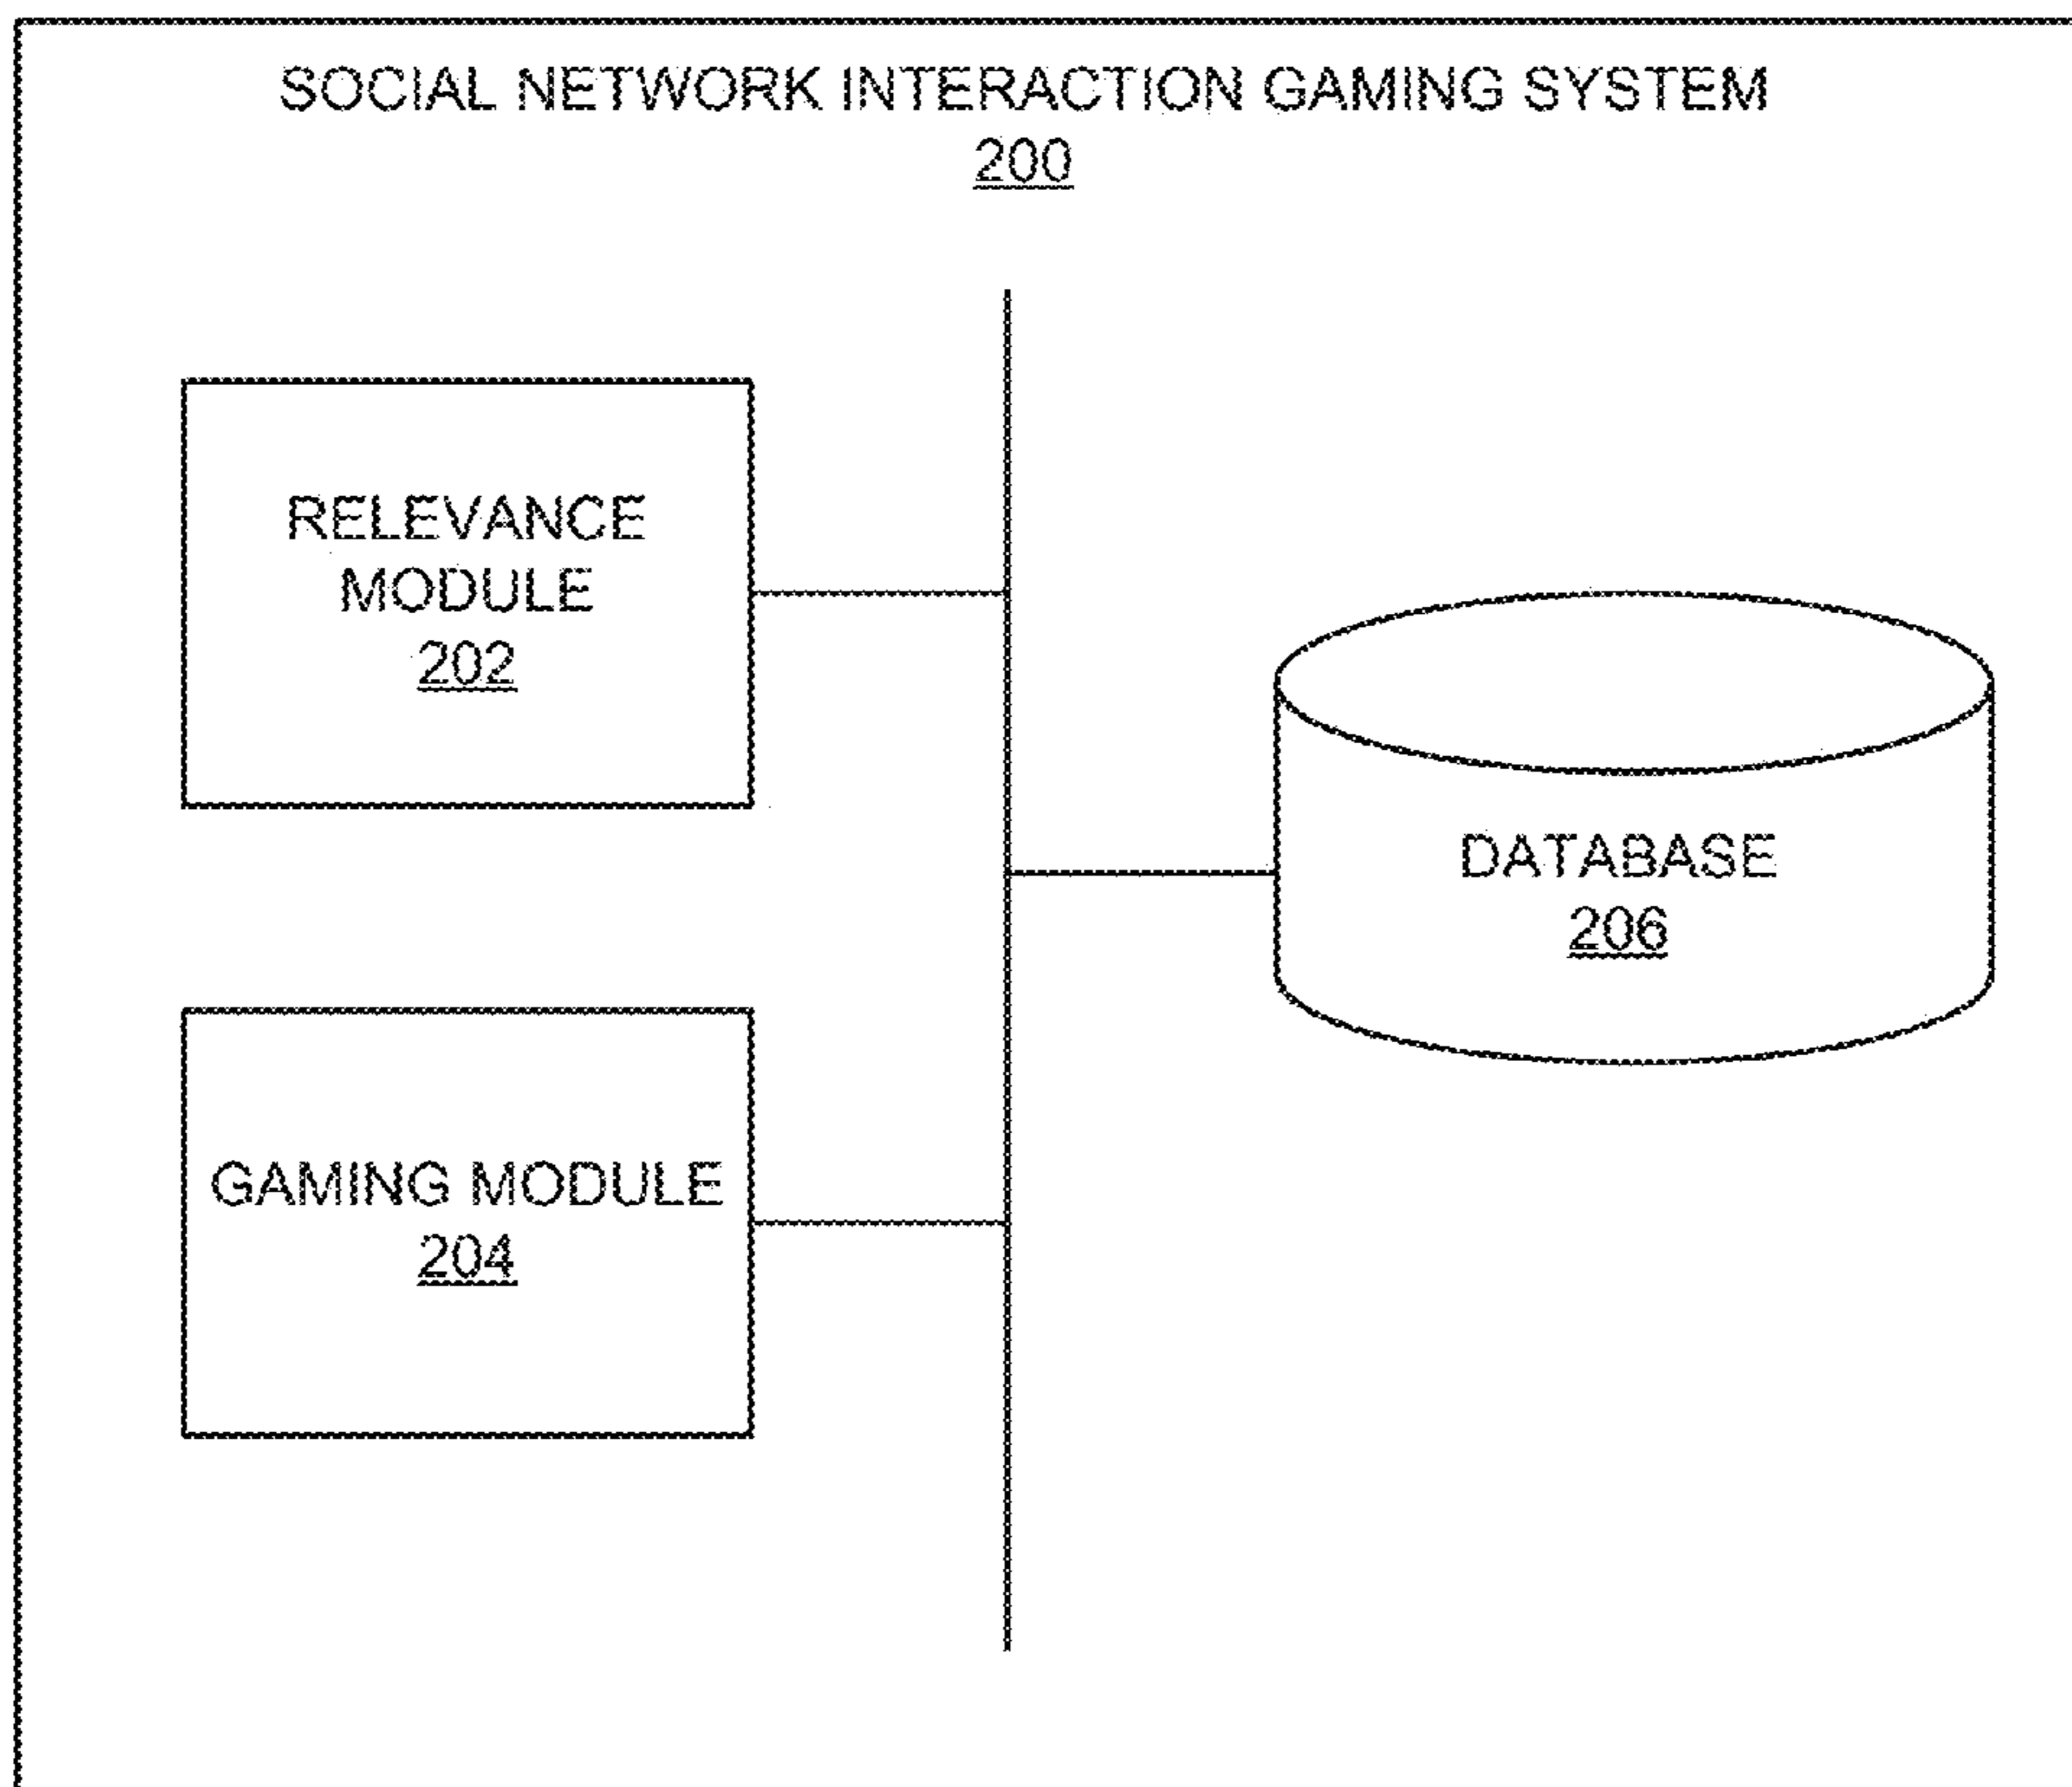 SOCIAL NETWORK INTERACTION GAMING SYSTEM
200
RELEVANCE
MODULE
202
DATABASE
206
GAMING MODULE
204